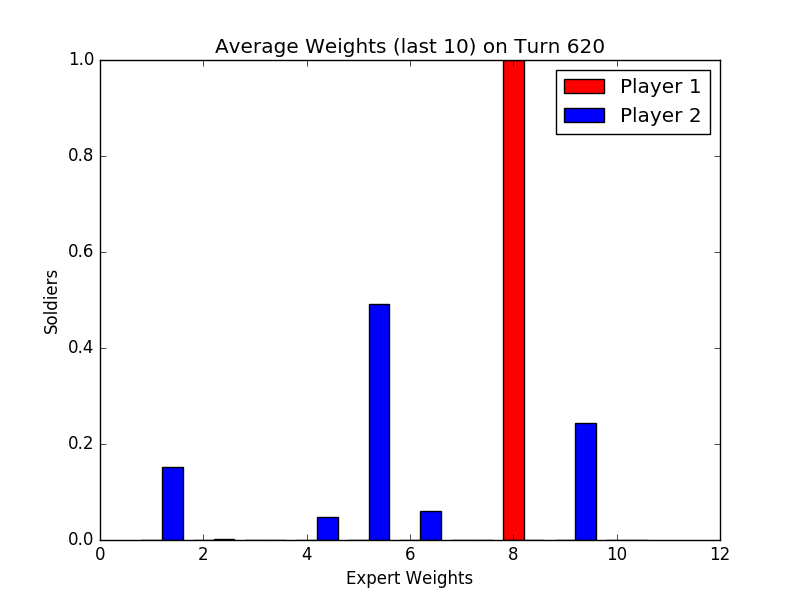 Average Weights (last 10) on Turn 620
1.0
0.8
0.6
0.4
0.2
0.0
Soldiers
Player 1
Player 2
0 2 4 6 8 10 12
Expert Weights